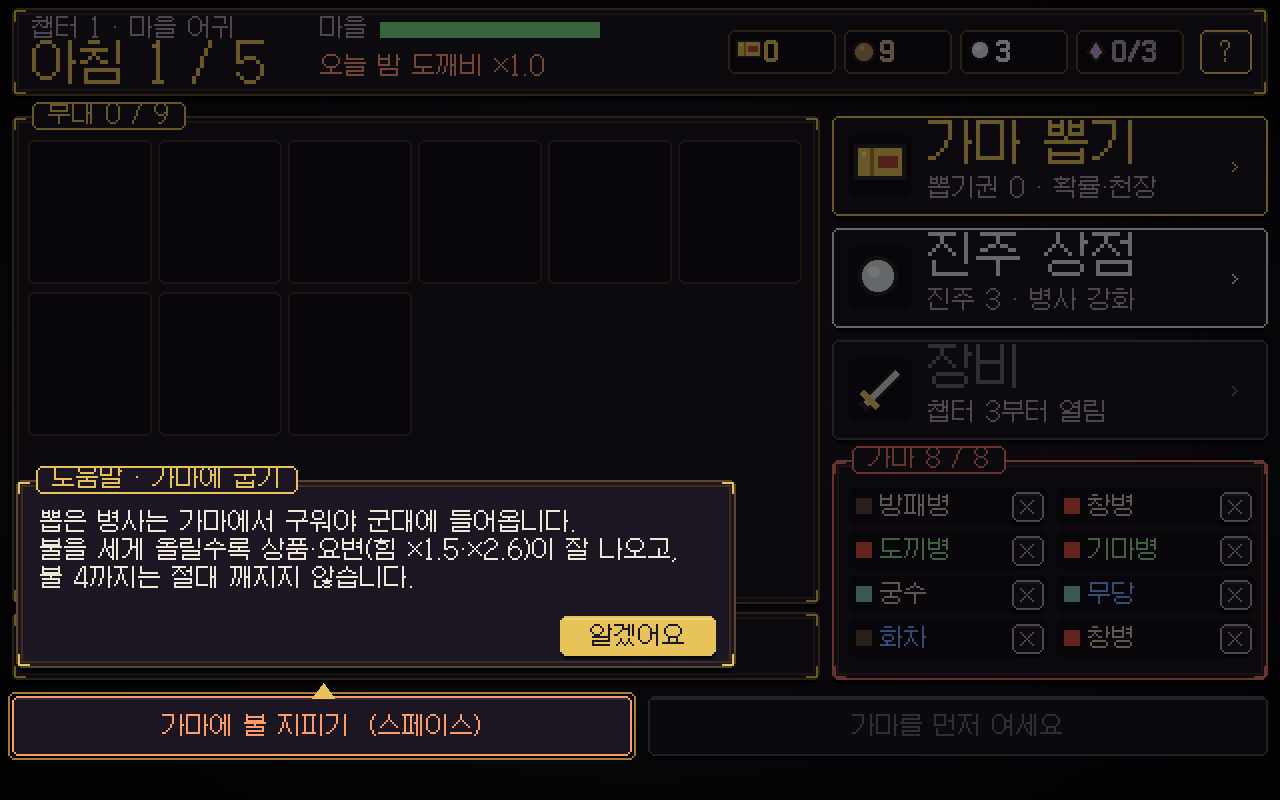 챕터 1 · 마을 어귀
아침 1 / 5
마을
오늘 밤 도깨비 ×1.0
0
9
3
0/3
?
무대 0 / 9
가마 뽑기
뽑기권 0 · 확률·천장
진주 상점
진주 3 · 병사 강화
장비
챕터 3부터 열림
가마 8 / 8
방패병
창병
도끼병
기마병
궁수
무당
화차
창병
도움말 · 가마에 굽기
뽑은 병사는 가마에서 구워야 군대에 들어옵니다.
불을 세게 올릴수록 상품·요변(힘 ×1.5·×2.6)이 잘 나오고,
불 4까지는 절대 깨지지 않습니다.
알겠어요
가마에 불 지피기 (스페이스)
가마를 먼저 여세요